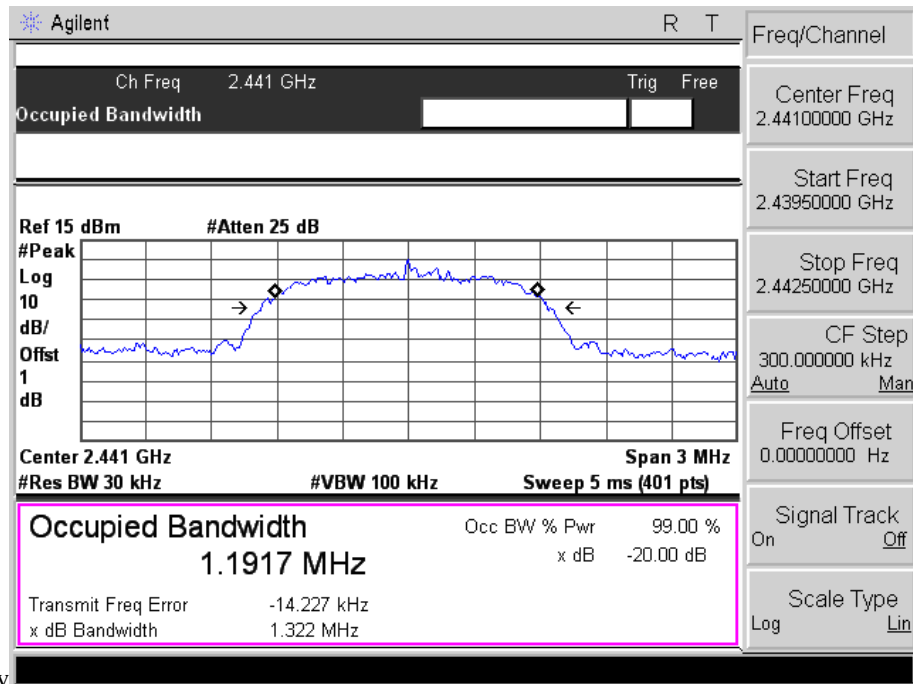 Agilent R T
Freq/Channel
Ch Freq 2.441 GHz Trig Free
Occupied Bandwidth
Center Freq
2.44100000 GHz
Start Freq
2.43950000 GHz
Stop Freq
2.44250000 GHz
CF Step
300.000000 kHz
Auto Man
Freq Offset
0.00000000 Hz
Signal Track
On Off
Scale Type
Log Lin
Ref 15 dBm #Atten 25 dB
#Peak
Log
10
dB/
Offst
1
dB
Center 2.441 GHz Span 3 MHz
#Res BW 30 kHz #VBW 100 kHz Sweep 5 ms (401 pts)
Occupied Bandwidth Occ BW % Pwr 99.00 %
1.1917 MHz x dB -20.00 dB
Transmit Freq Error -14.227 kHz
x dB Bandwidth 1.322 MHz